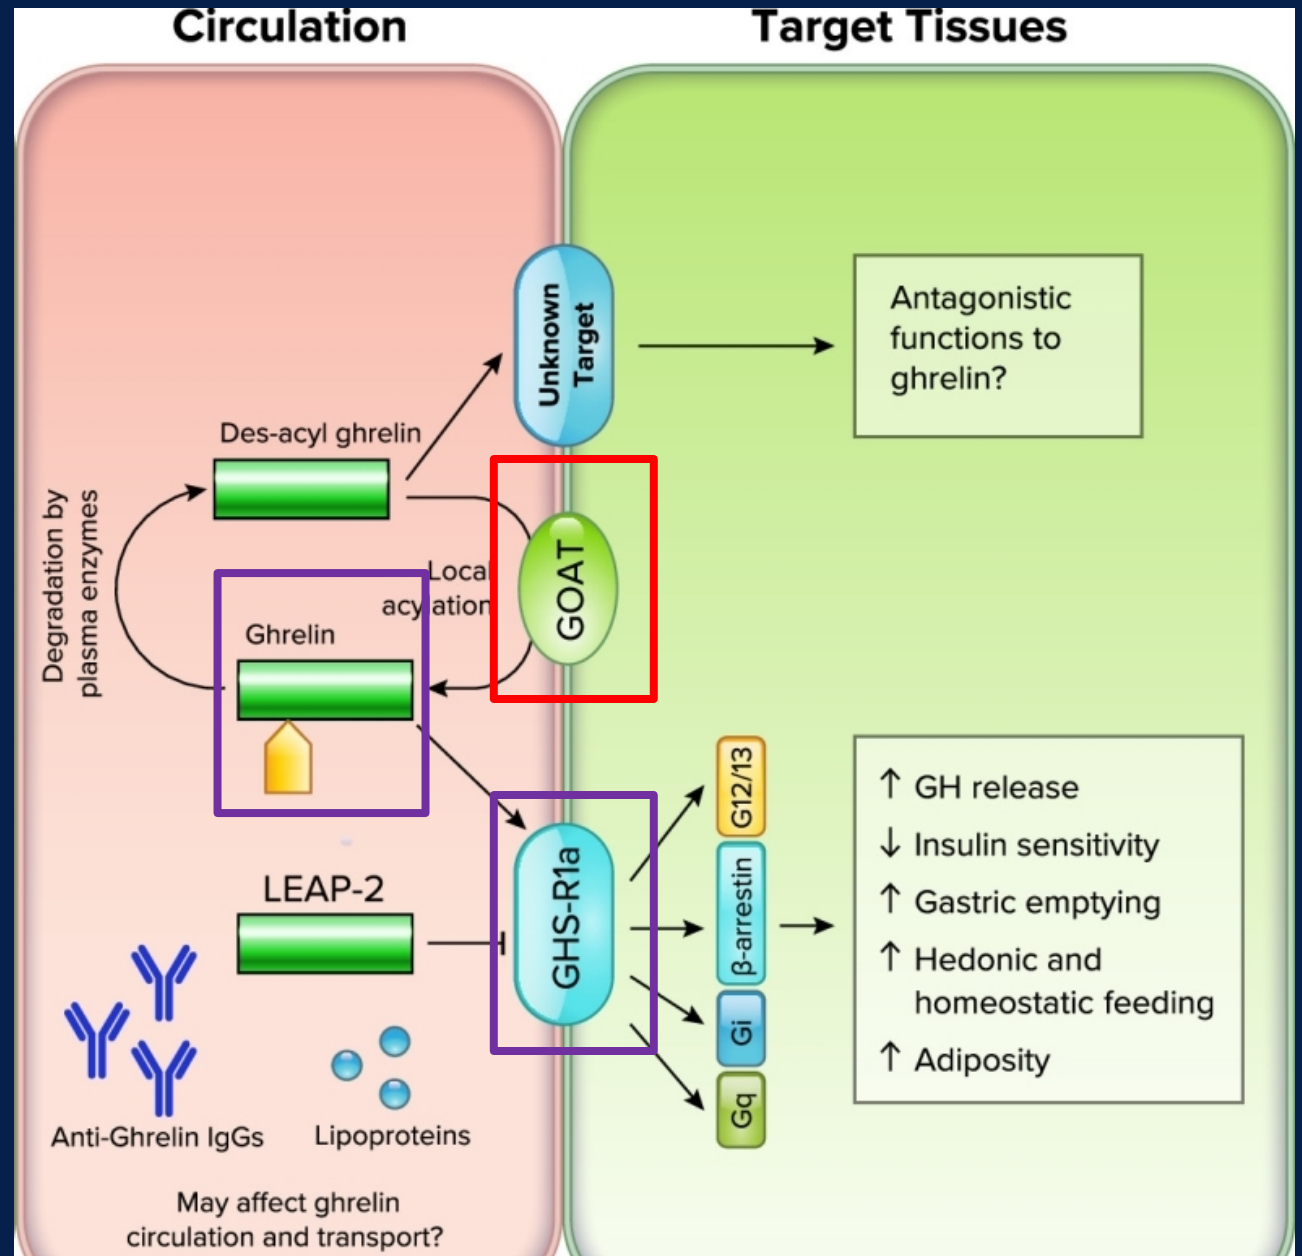 Circulation
Target Tissues
Unknown
Target
Antagonistic
functions to
ghrelin?
Des-acyl ghrelin
Degradation by
plasma enzymes
Local
acylation
GOAT
Ghrelin
GHS-R1a
LEAP-2
G12/13
β-arrestin
Gi
Gq
↑ GH release
↓ Insulin sensitivity
↑ Gastric emptying
↑ Hedonic and
homeostatic feeding
↑ Adiposity
Anti-Ghrelin IgGs
Lipoproteins
May affect ghrelin
circulation and transport?